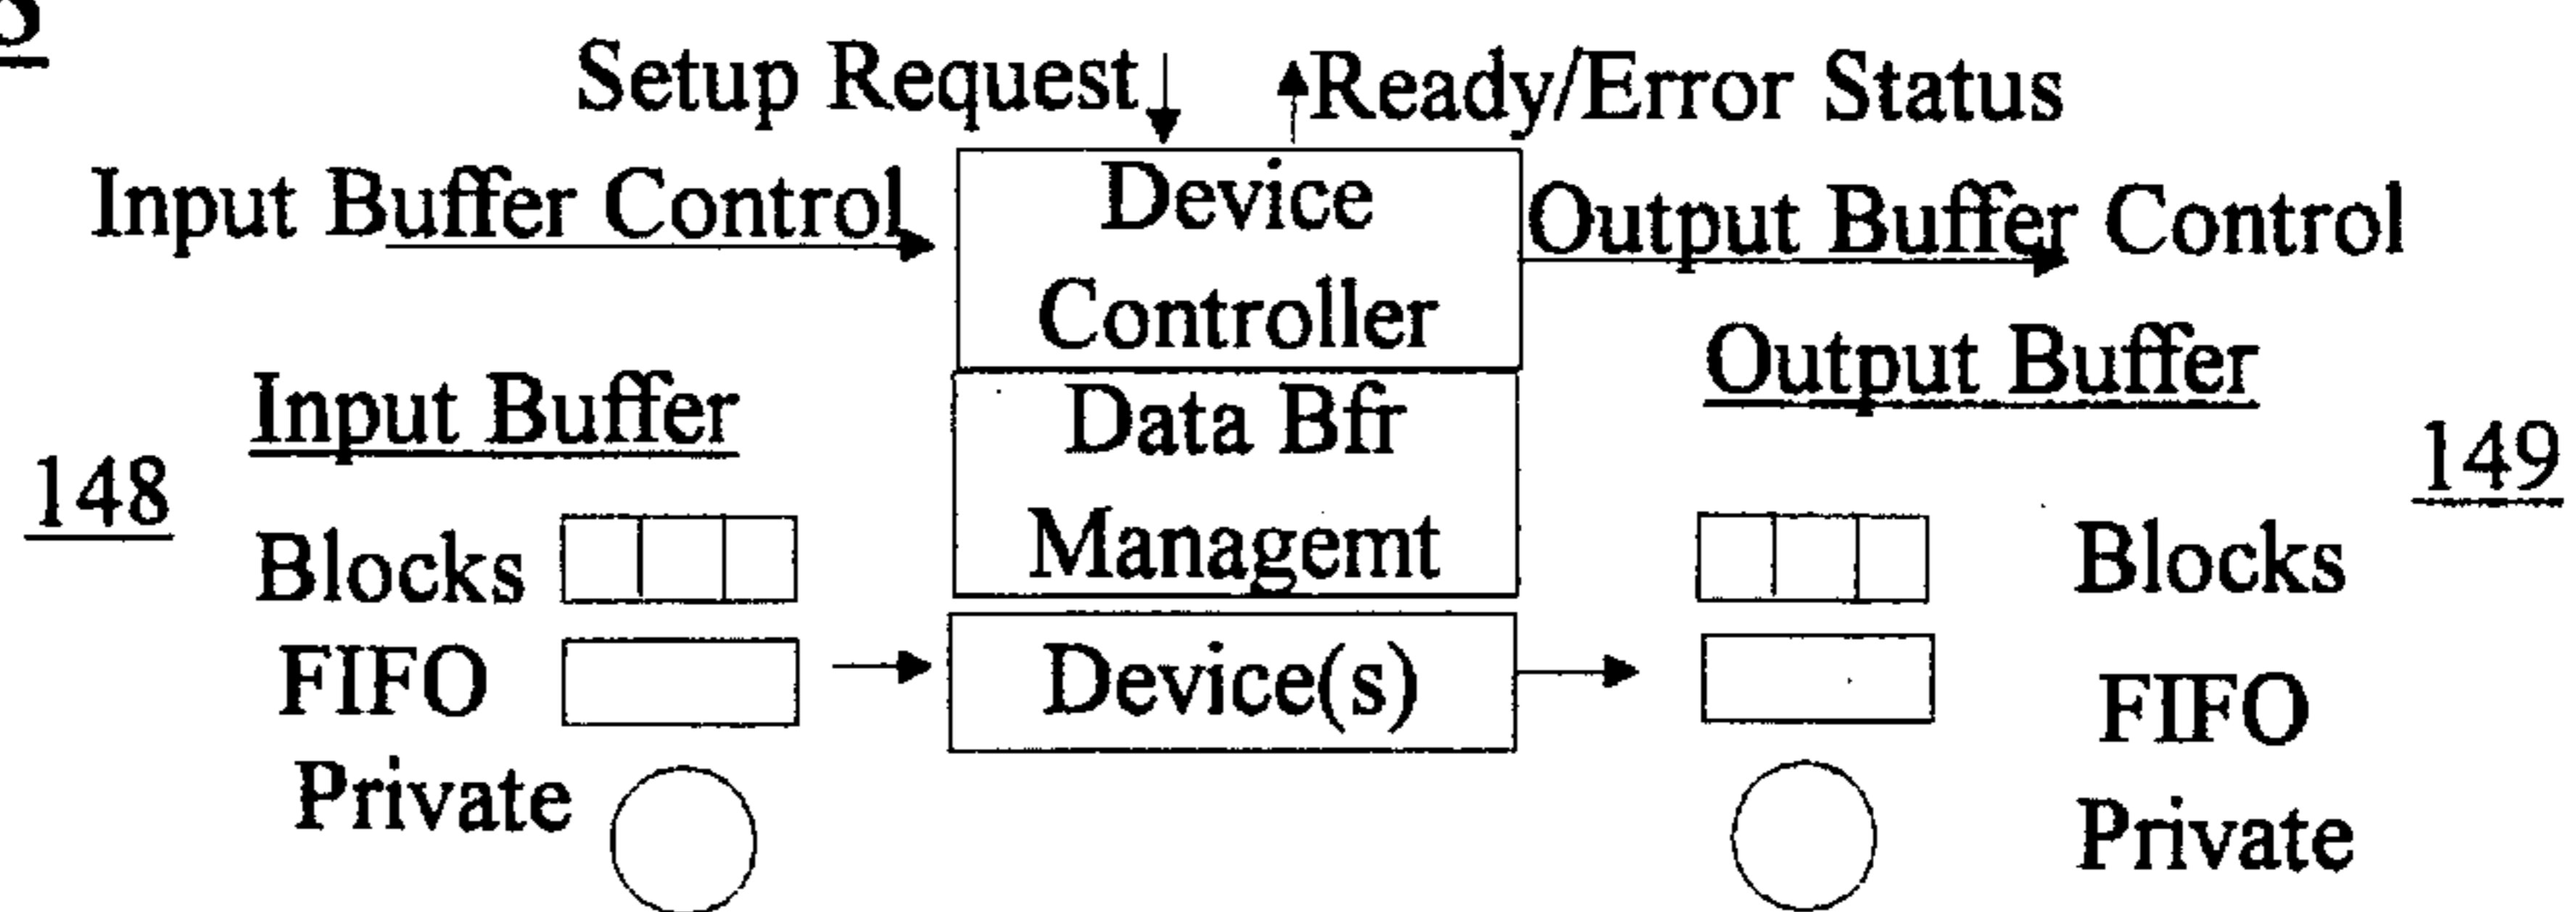 Setup Request Ready/Error Status
Input Buffer Control Device Output Buffer Control
Controller
Input Buffer Data Bfr Output Buffer
148 149
Blocks Managemt Blocks
FIFO Device(s) FIFO
Private Private